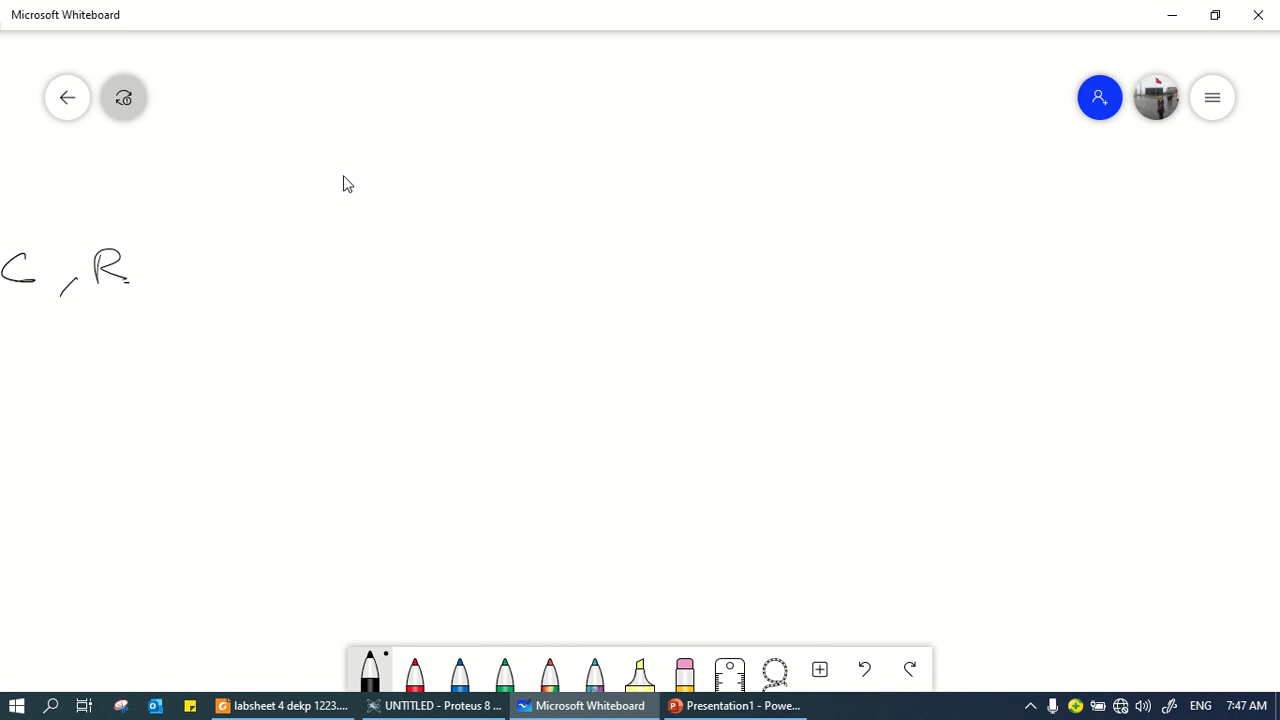 Microsoft Whiteboard
C , R
labsheet 4 dekp 1223....
UNTITLED - Proteus 8 ...
Microsoft Whiteboard
Presentation1 - Powe...
ENG
7:47 AM